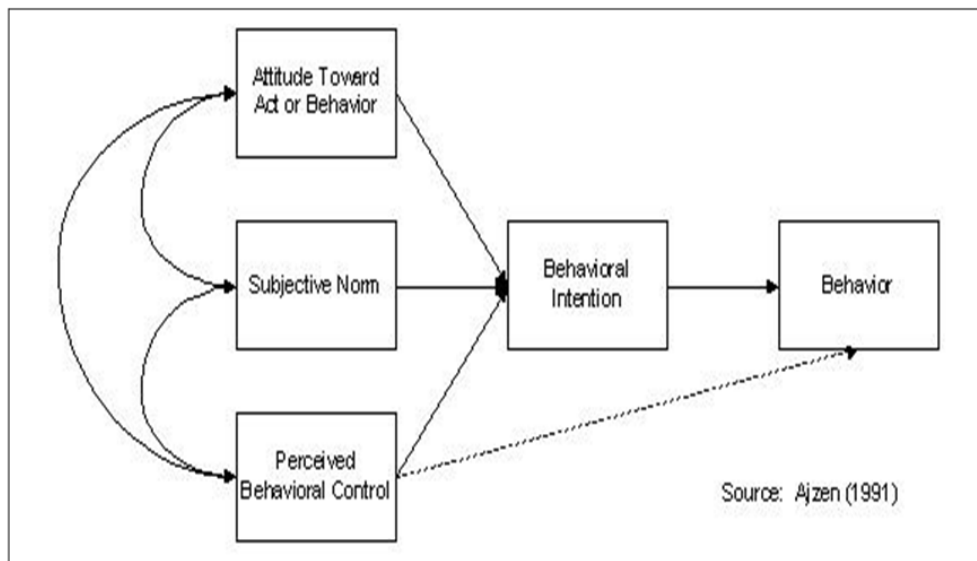 Attitude Toward
Act or Behavior
Subjective Norm
Behavioral
Intention
Behavior
Perceived
Behavioral Control
Source: Ajzen (1991)